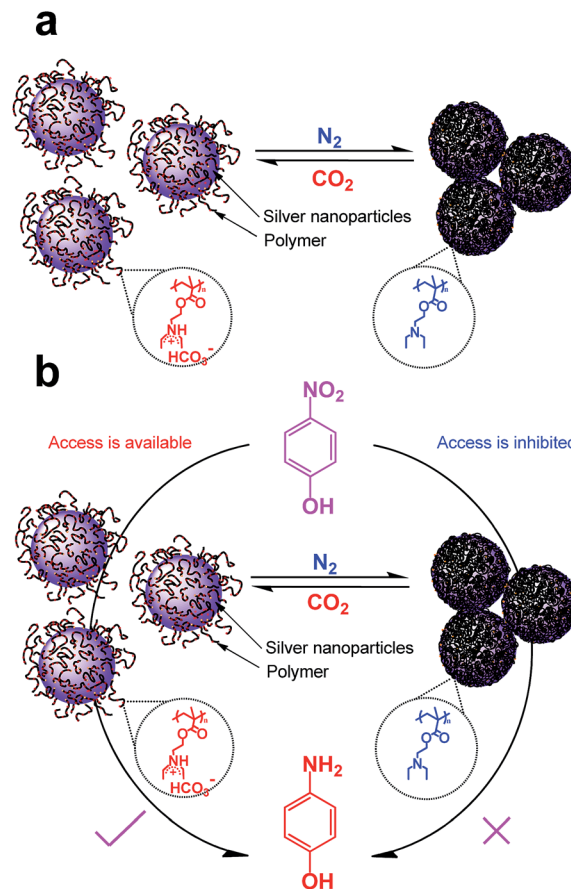 a
N2
CO2
Silver nanoparticles
Polymer
n
O
O
NH
+
HCO3-
n
O
O
N
b
NO2
OH
Access is available
Access is inhibited
N2
CO2
Silver nanoparticles
Polymer
n
O
O
NH
+
HCO3-
n
O
O
N
NH2
OH